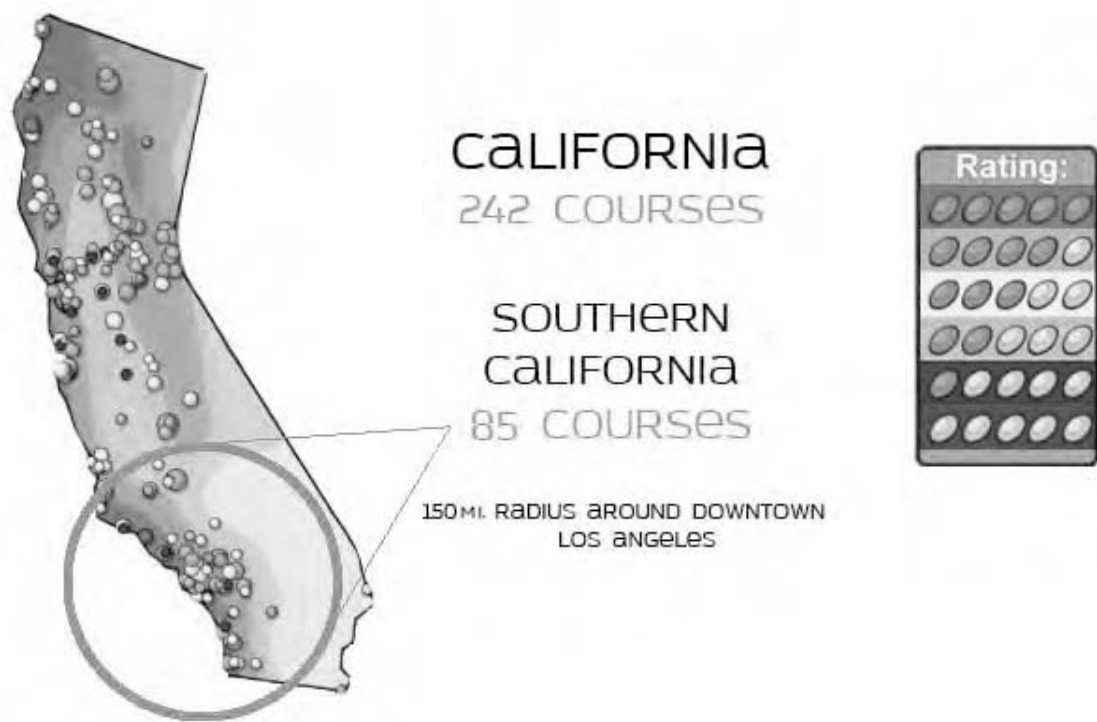 CaLIFORNIa
242 COURSeS
Rating:
SOUTHeRN
CaLIFORNIa
85 COURSeS
150 MI. RaDIUS aROUND DOWNTOWN
LOS aNGeLeS